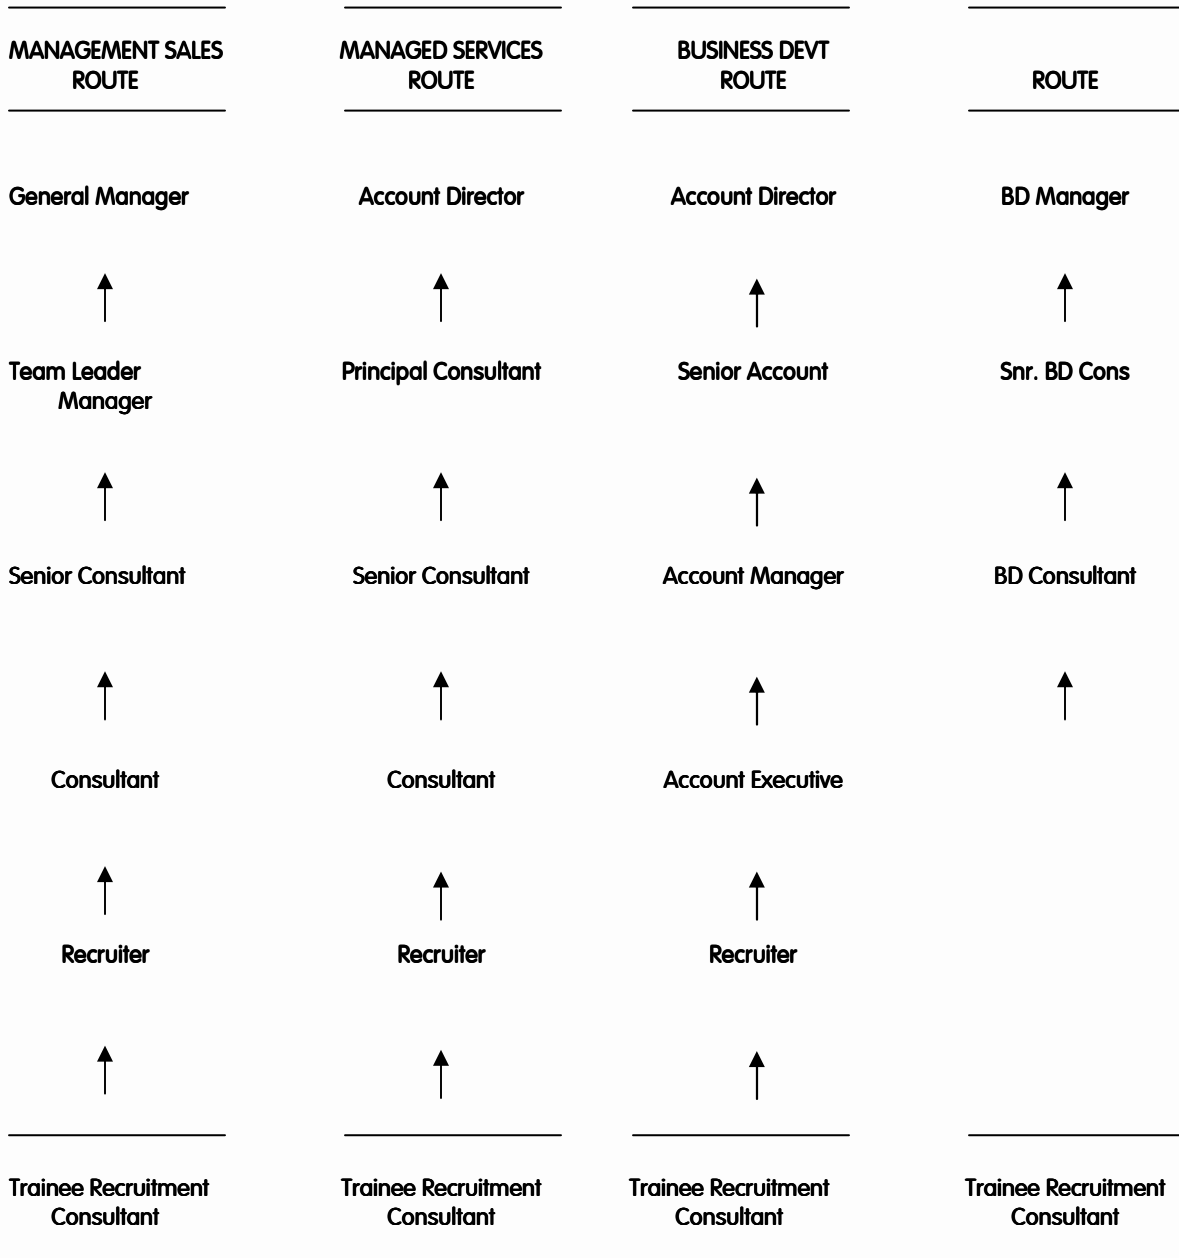 MANAGEMENT SALES
ROUTE
MANAGED SERVICES
ROUTE
BUSINESS DEVT
ROUTE
ROUTE
General Manager
Account Director
Account Director
BD Manager
Team Leader
Manager
Principal Consultant
Senior Account
Snr. BD Cons
Senior Consultant
Senior Consultant
Account Manager
BD Consultant
Consultant
Consultant
Account Executive
Recruiter
Recruiter
Recruiter
Trainee Recruitment
Consultant
Trainee Recruitment
Consultant
Trainee Recruitment
Consultant
Trainee Recruitment
Consultant